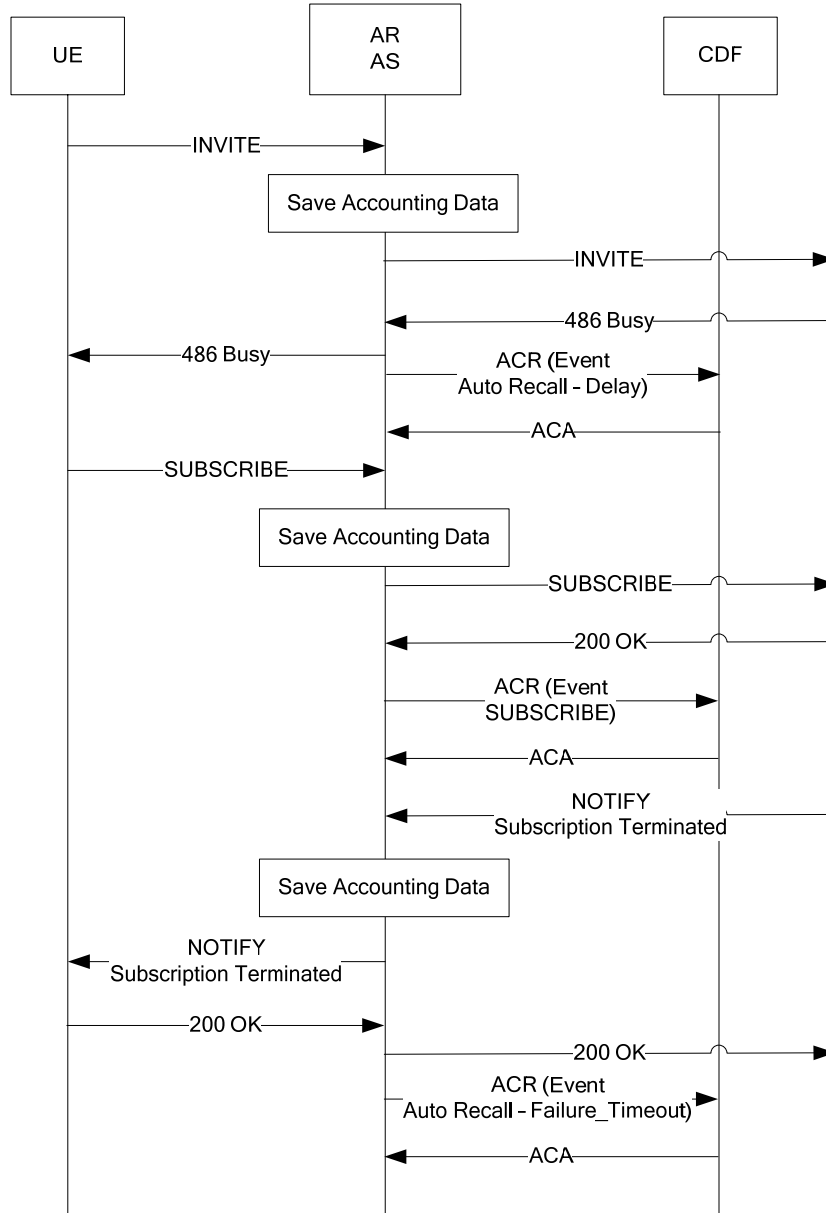 UE
AR
AS
CDF
INVITE
Save Accounting Data
INVITE
486 Busy
486 Busy
ACR (Event
Auto Recall – Delay)
ACA
SUBSCRIBE
Save Accounting Data
SUBSCRIBE
200 OK
ACR (Event
SUBSCRIBE)
ACA
NOTIFY
Subscription Terminated
Save Accounting Data
NOTIFY
Subscription Terminated
200 OK
200 OK
ACR (Event
Auto Recall – Failure_Timeout)
ACA